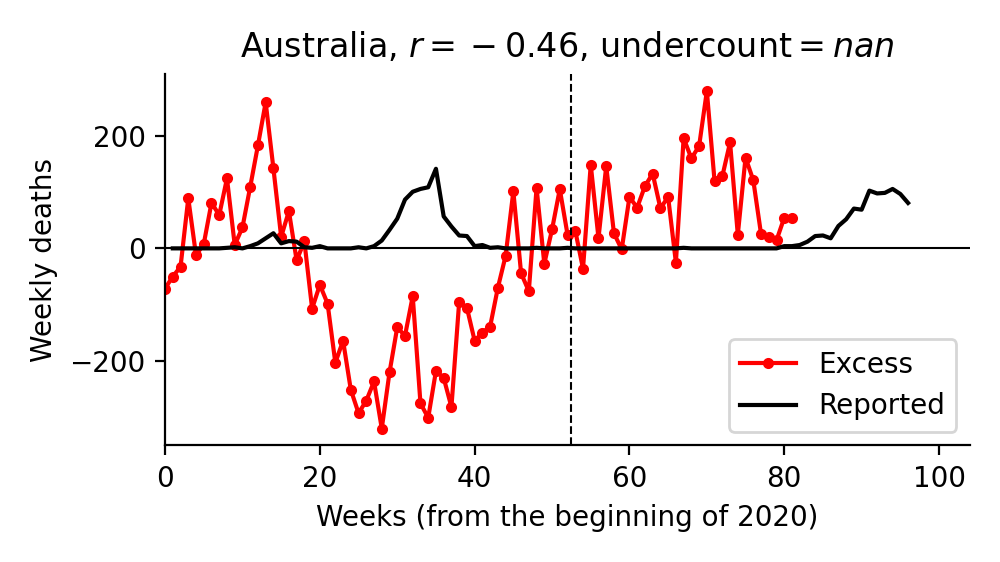 Australia, r = −0.46, undercount = nan
Weekly deaths
200
0
−200
0
20
40
60
80
100
Excess
Reported
Weeks (from the beginning of 2020)